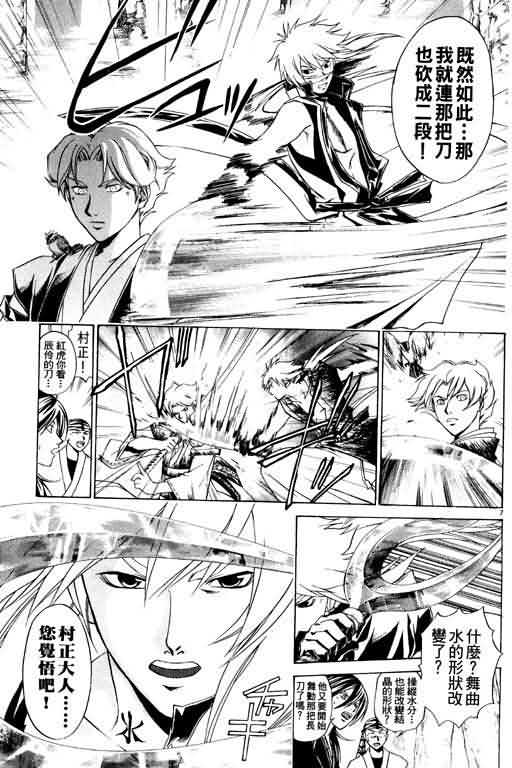 既然如此…那
我就連那把刀
也砍成二段！
村正！
紅虎你看…
辰伶的刀…
什麼？舞曲
水的形狀改
變了？
操縱水分…
也能改變結
晶的形狀？
他又要開始
舞動那把長
刀了嗎？
村正大人……
您覺悟吧！
水